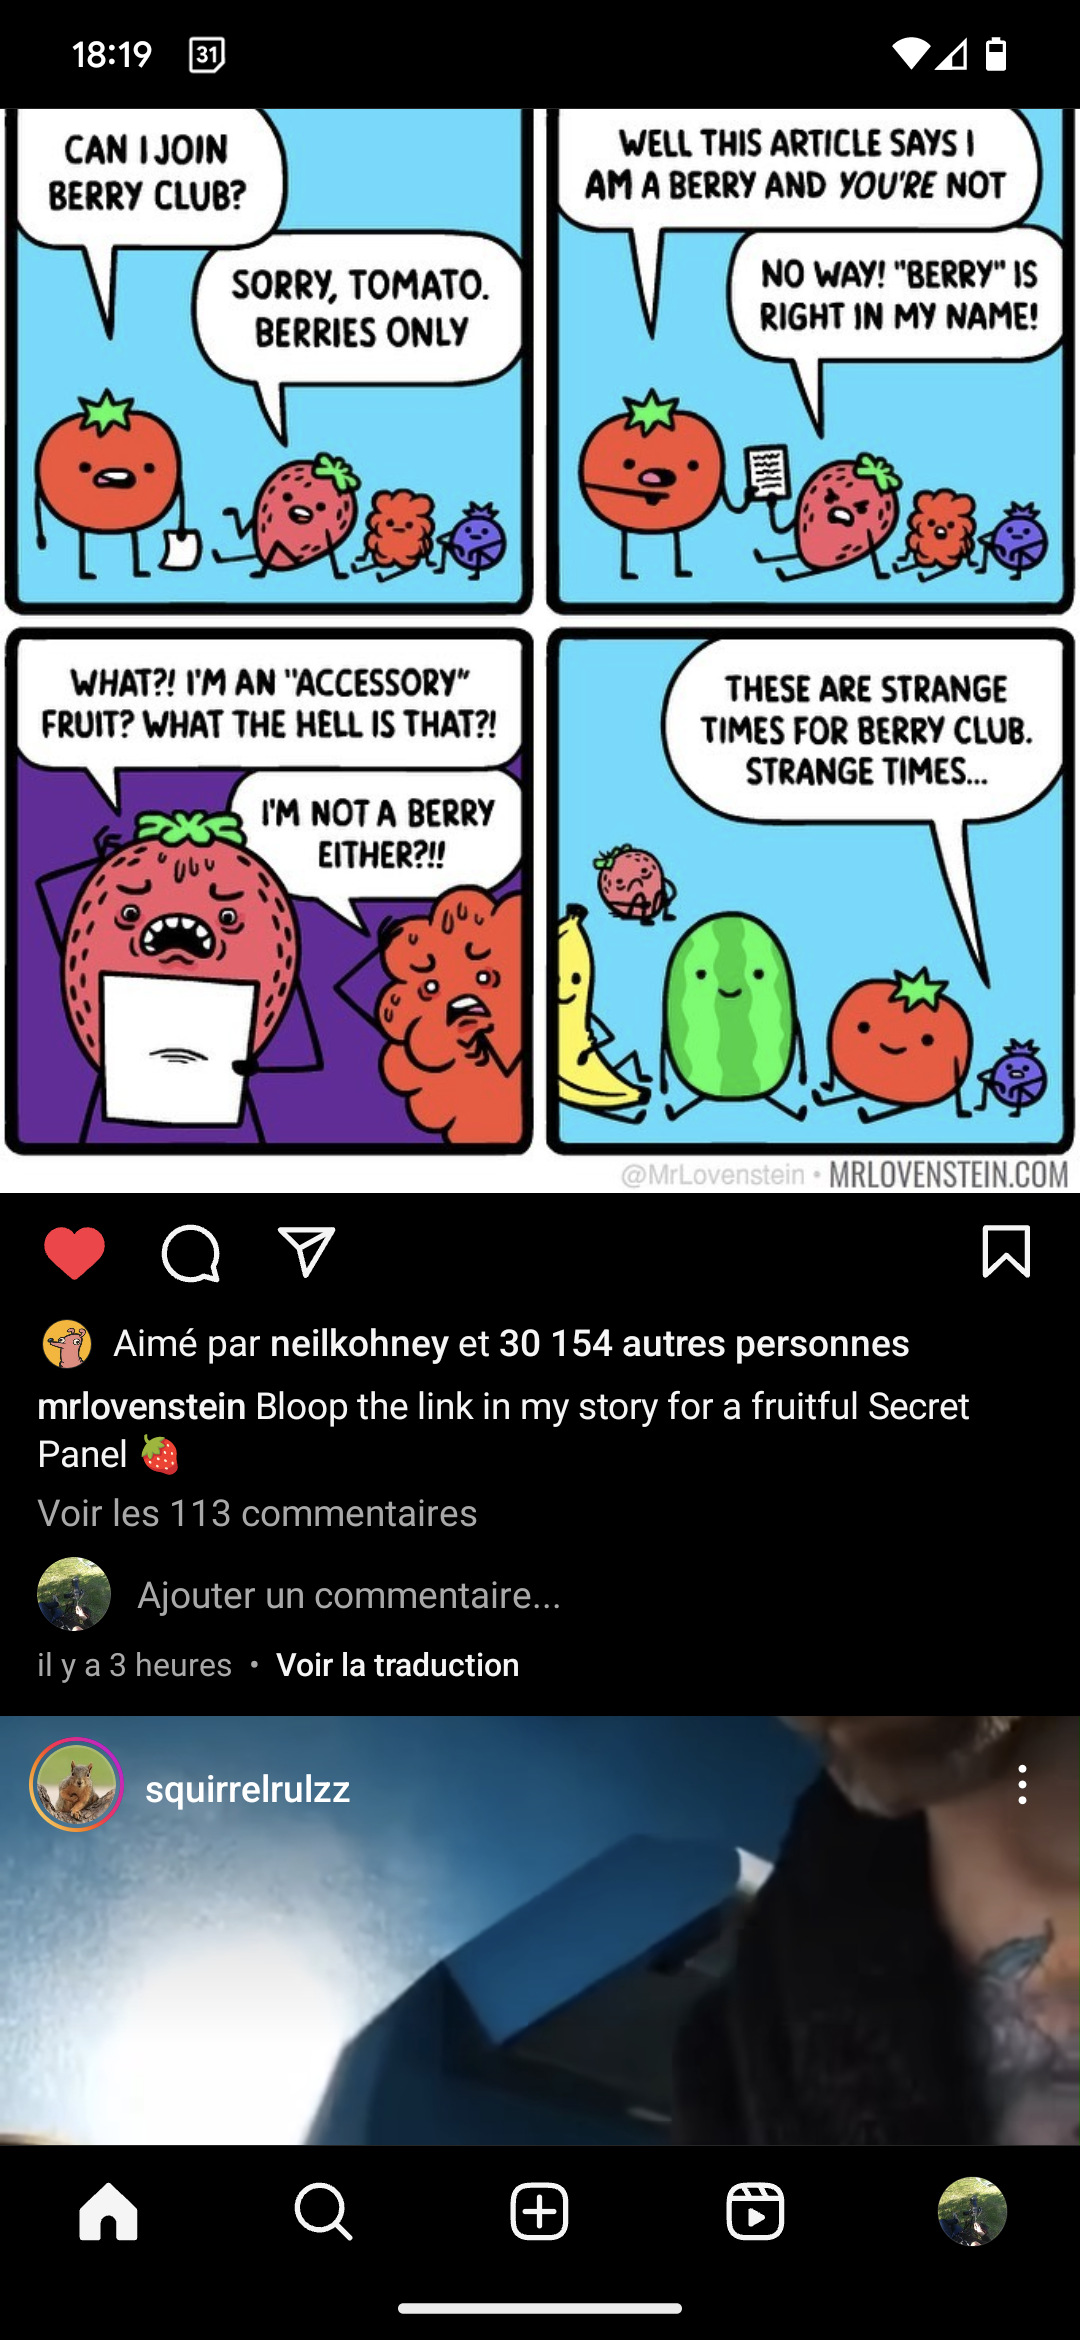 18:19
31
CAN I JOIN
BERRY CLUB?
SORRY, TOMATO.
BERRIES ONLY
WELL THIS ARTICLE SAYS I
AM A BERRY AND YOU'RE NOT
NO WAY! "BERRY" IS
RIGHT IN MY NAME!
WHAT?! I'M AN "ACCESSORY"
FRUIT? WHAT THE HELL IS THAT?!
I'M NOT A BERRY
EITHER?!!
THESE ARE STRANGE
TIMES FOR BERRY CLUB.
STRANGE TIMES...
@MrLovenstein • MRLOVENSTEIN.COM
Aimé par neilkohney et 30 154 autres personnes
mrlovenstein Bloop the link in my story for a fruitful Secret
Panel 🍓
Voir les 113 commentaires
Ajouter un commentaire...
il y a 3 heures • Voir la traduction
squirrelrulzz